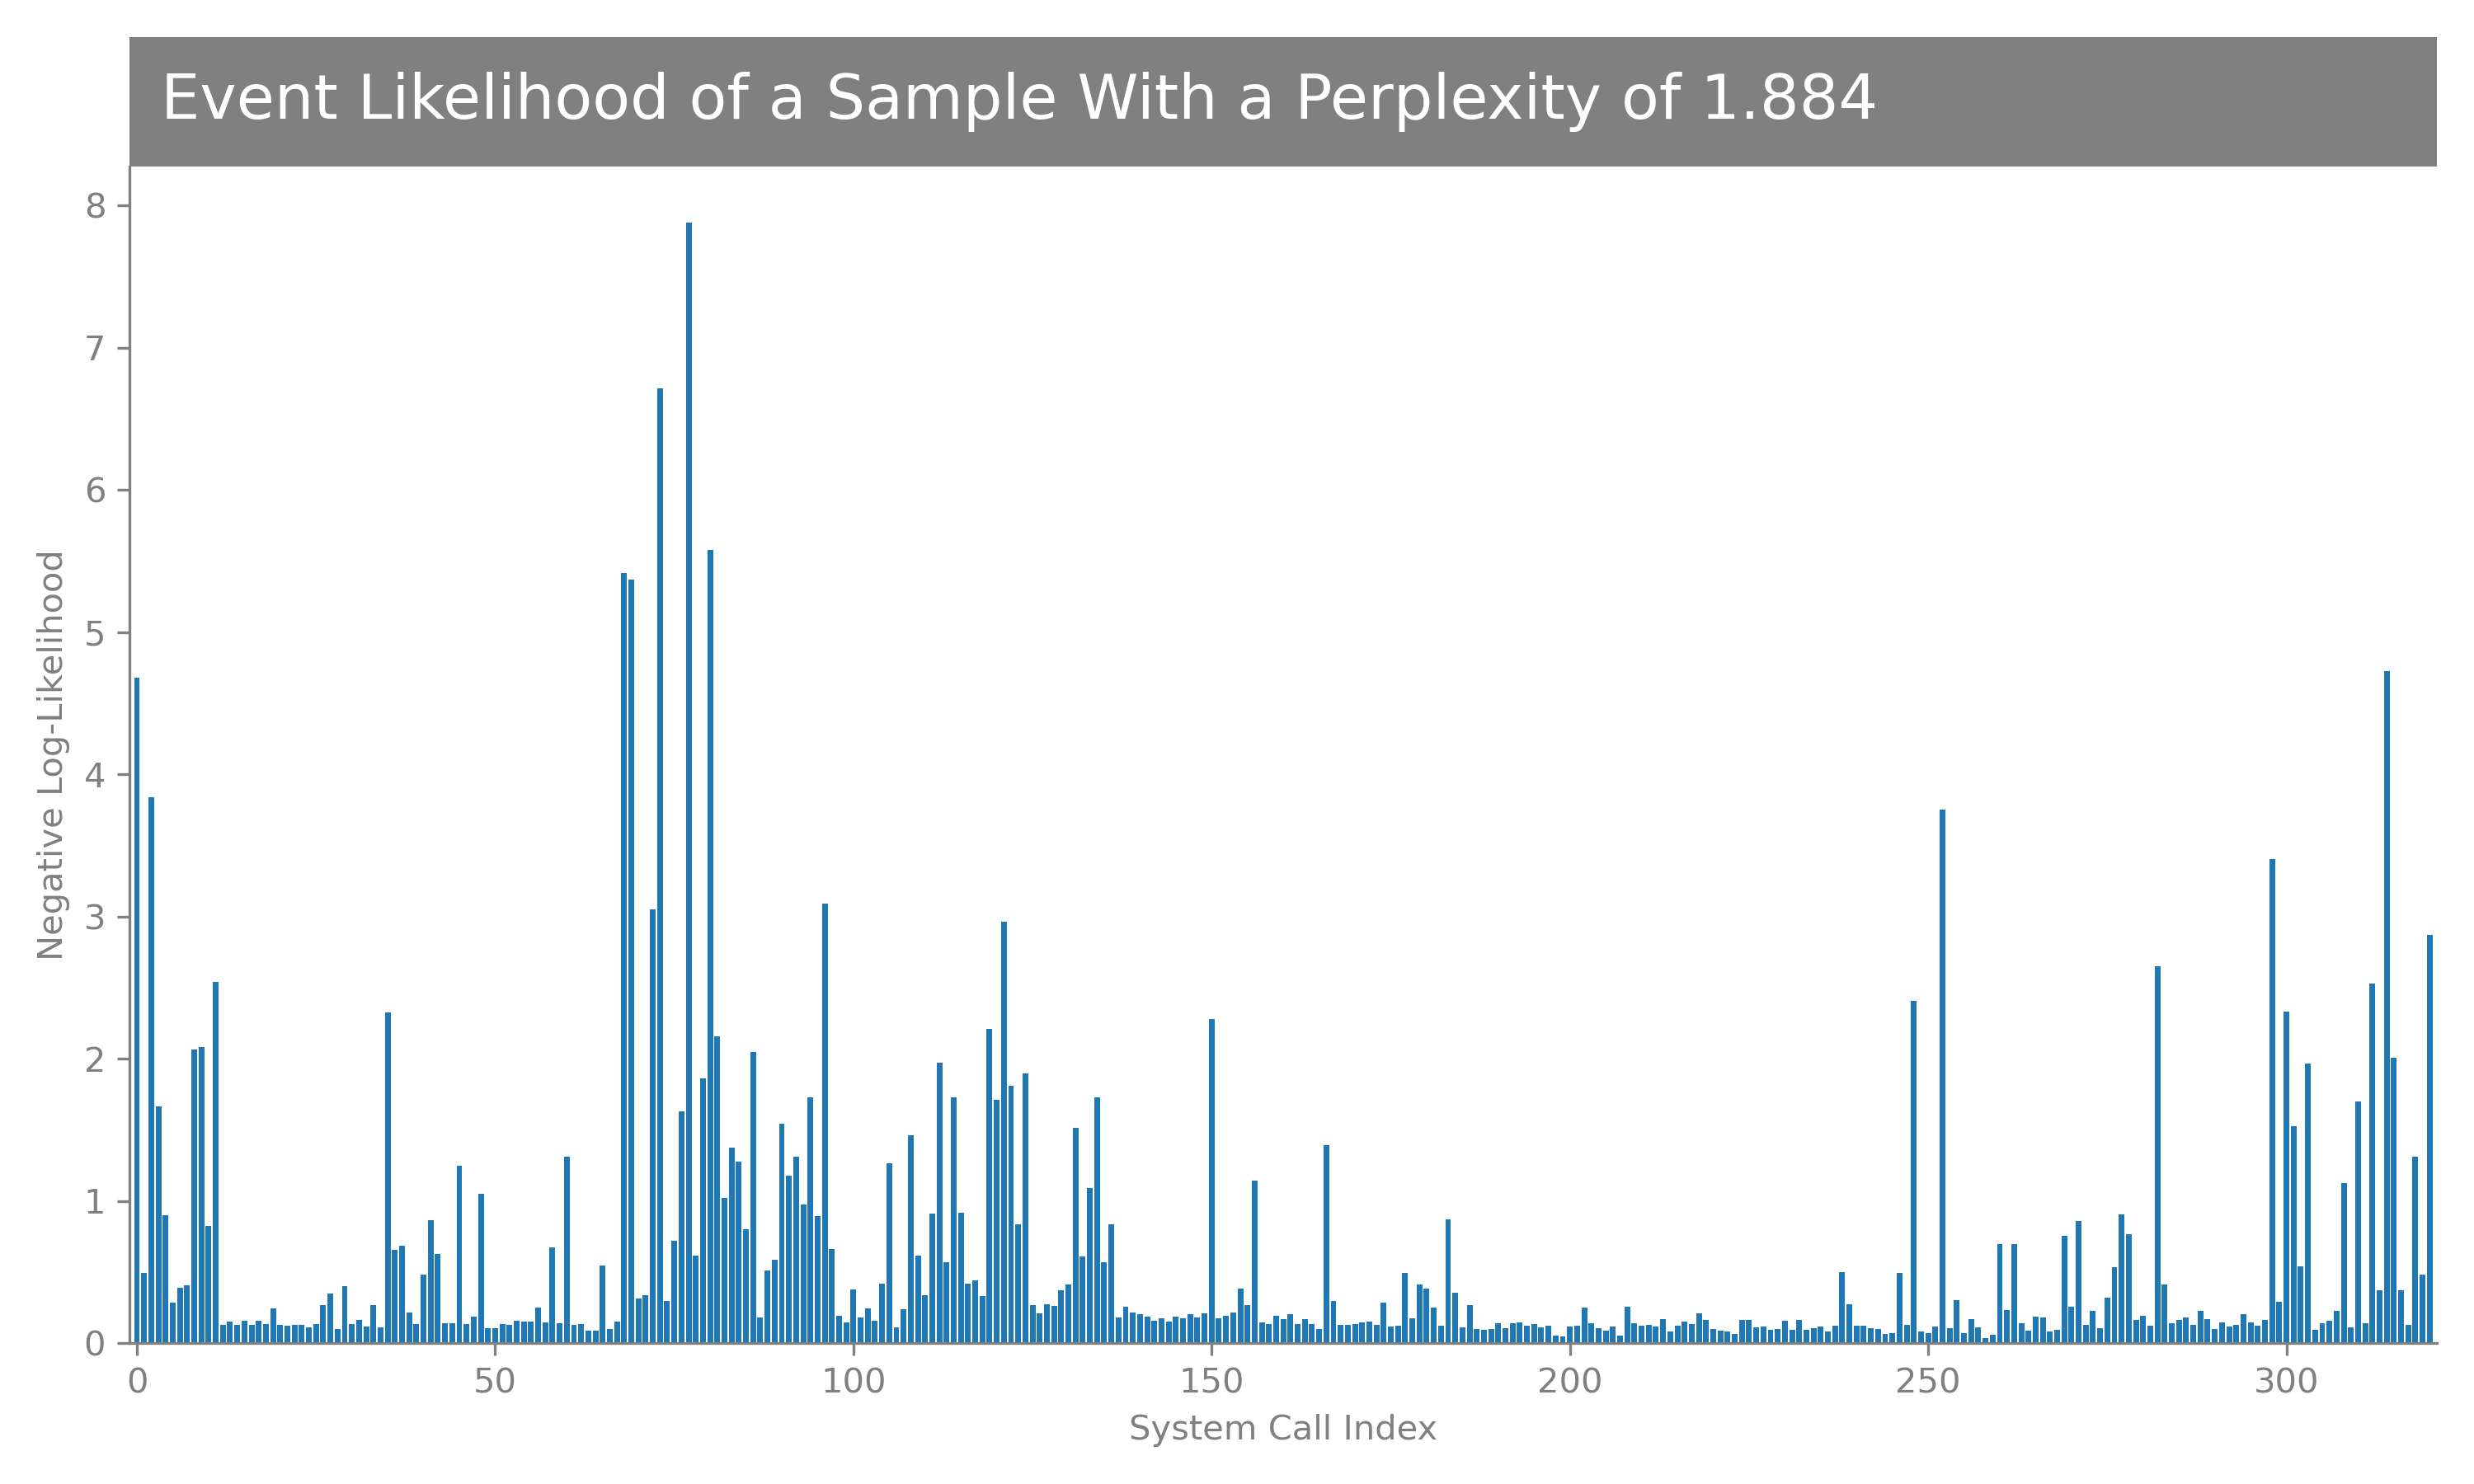 Event Likelihood of a Sample With a Perplexity of 1.884
8
7
6
5
4
3
2
1
0
Negative Log-Likelihood
0 50 100 150 200 250 300
System Call Index